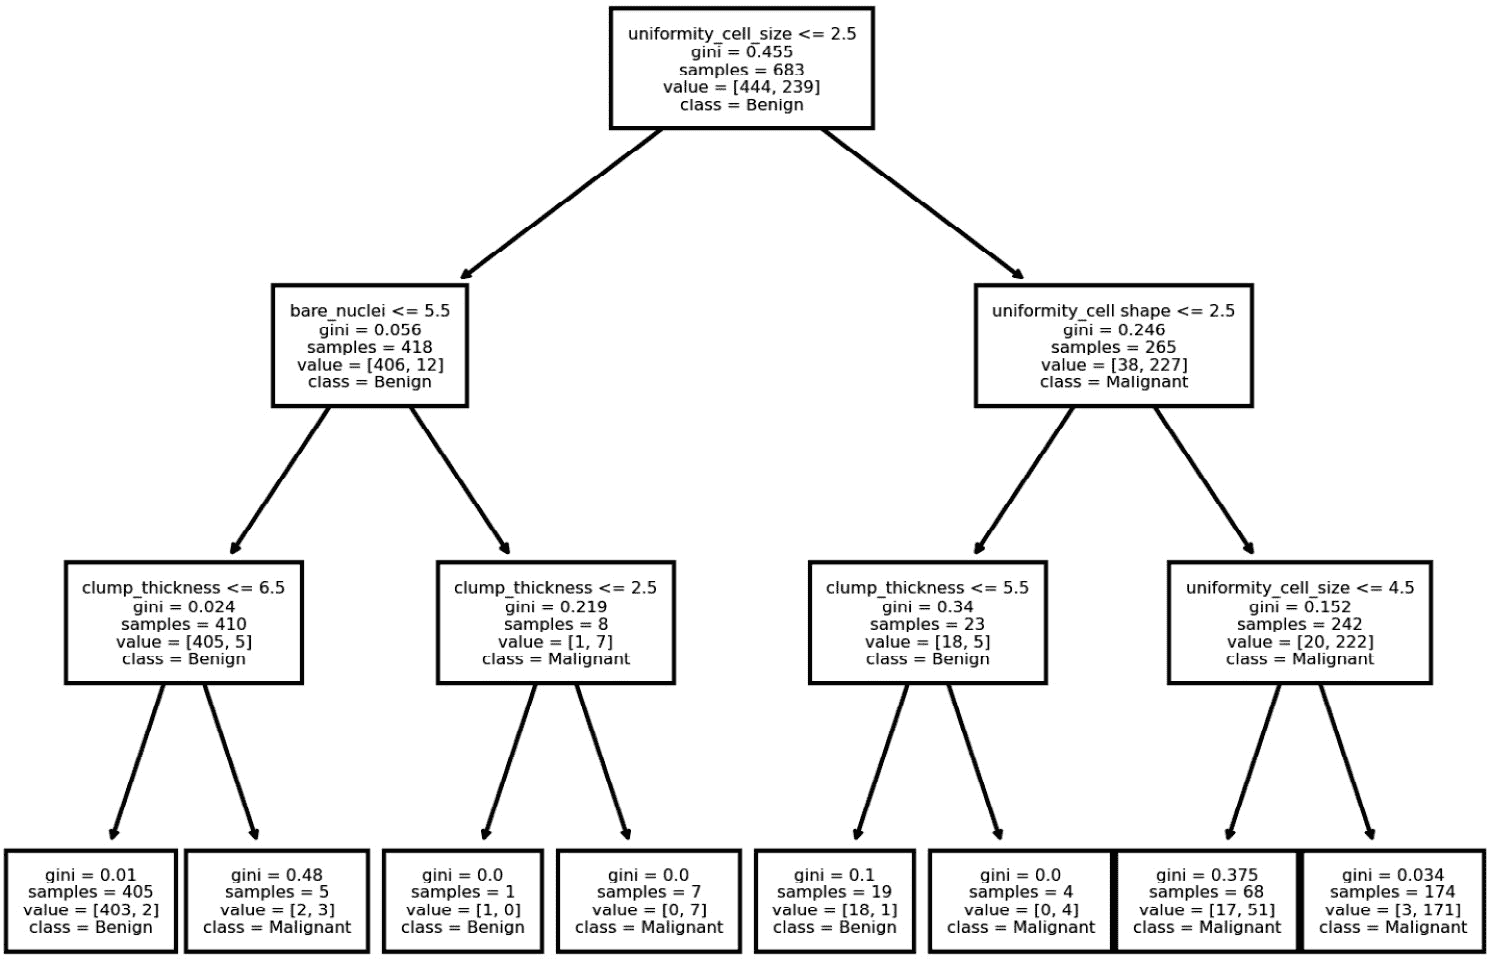 uniformity_cell_size <= 2.5
gini = 0.455
samples = 683
value = [444, 239]
class = Benign
bare_nuclei <= 5.5
gini = 0.056
samples = 418
value = [406, 12]
class = Benign
uniformity_cell shape <= 2.5
gini = 0.246
samples = 265
value = [38, 227]
class = Malignant
clump_thickness <= 6.5
gini = 0.024
samples = 410
value = [405, 5]
class = Benign
clump_thickness <= 2.5
gini = 0.219
samples = 8
value = [1, 7]
class = Malignant
clump_thickness <= 5.5
gini = 0.34
samples = 23
value = [18, 5]
class = Benign
uniformity_cell_size <= 4.5
gini = 0.152
samples = 242
value = [20, 222]
class = Malignant
gini = 0.01
samples = 405
value = [403, 2]
class = Benign
gini = 0.48
samples = 5
value = [2, 3]
class = Malignant
gini = 0.0
samples = 1
value = [1, 0]
class = Benign
gini = 0.0
samples = 7
value = [0, 7]
class = Malignant
gini = 0.1
samples = 19
value = [18, 1]
class = Benign
gini = 0.0
samples = 4
value = [0, 4]
class = Malignant
gini = 0.375
samples = 68
value = [17, 51]
class = Malignant
gini = 0.034
samples = 174
value = [3, 171]
class = Malignant